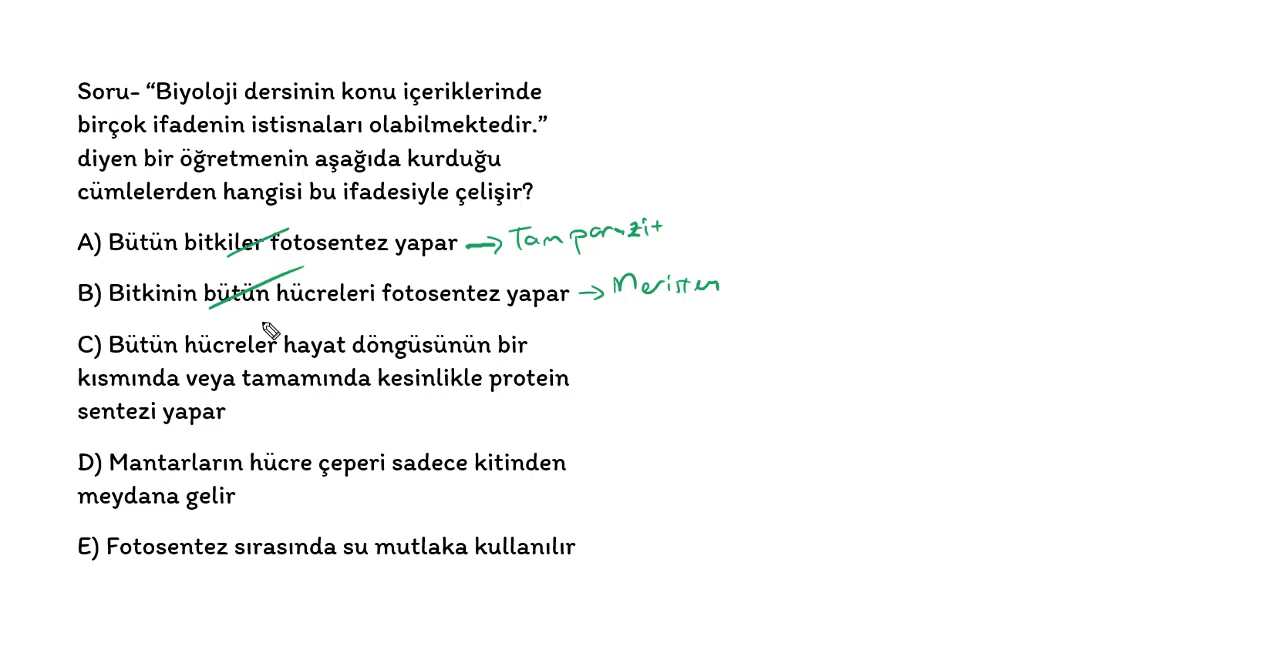 Soru- “Biyoloji dersinin konu içeriklerinde
birçok ifadenin istisnaları olabilmektedir.”
diyen bir öğretmenin aşağıda kurduğu
cümlelerden hangisi bu ifadesiyle çelişir?
A) Bütün bitkiler fotosentez yapar → Tam parazit
B) Bitkinin bütün hücreleri fotosentez yapar → Meristem
C) Bütün hücreler hayat döngüsünün bir
kısmında veya tamamında kesinlikle protein
sentezi yapar
D) Mantarların hücre çeperi sadece kitinden
meydana gelir
E) Fotosentez sırasında su mutlaka kullanılır